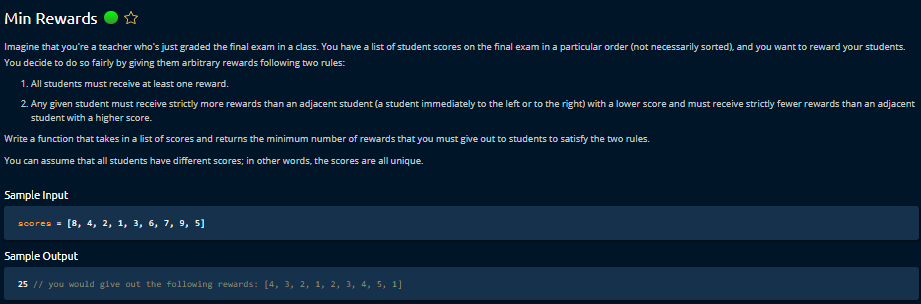 Min Rewards
Imagine that you're a teacher who's just graded the final exam in a class. You have a list of student scores on the final exam in a particular order (not necessarily sorted), and you want to reward your students.
You decide to do so fairly by giving them arbitrary rewards following two rules:
1. All students must receive at least one reward.
2. Any given student must receive strictly more rewards than an adjacent student (a student immediately to the left or to the right) with a lower score and must receive strictly fewer rewards than an adjacent
student with a higher score.
Write a function that takes in a list of scores and returns the minimum number of rewards that you must give out to students to satisfy the two rules.
You can assume that all students have different scores; in other words, the scores are all unique.
Sample Input
scores = [8, 4, 2, 1, 3, 6, 7, 9, 5]
Sample Output
25 // you would give out the following rewards: [4, 3, 2, 1, 2, 3, 4, 5, 1]